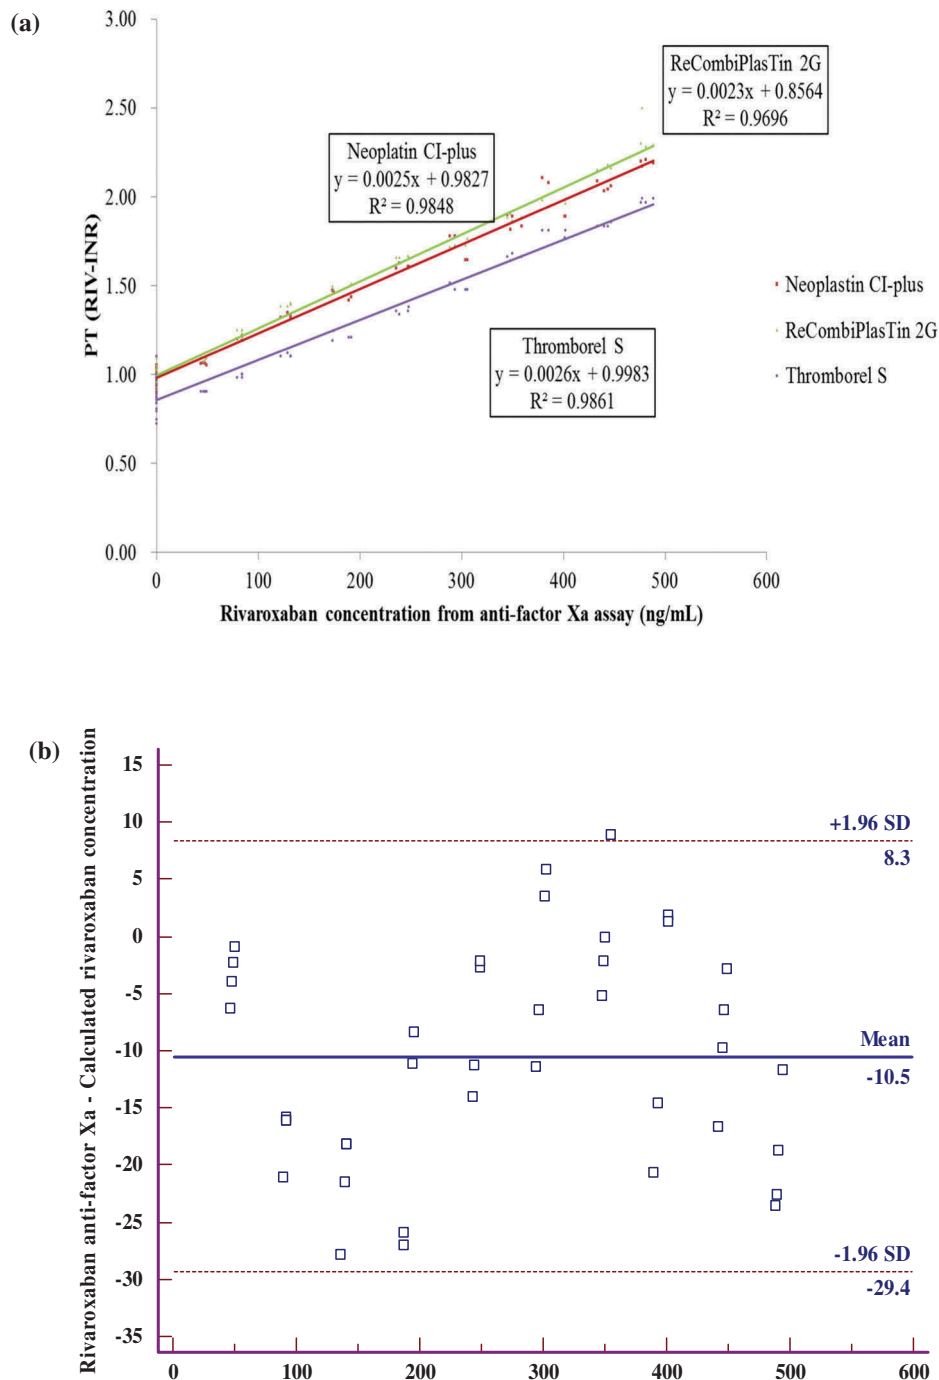 (a)
3.00
2.50
2.00
1.50
1.00
0.50
0.00
PT (RIV-INR)
ReCombiPlasTin 2G
y = 0.0023x + 0.8564
R² = 0.9696
Neoplatin CI-plus
y = 0.0025x + 0.9827
R² = 0.9848
Thromborel S
y = 0.0026x + 0.9983
R² = 0.9861
Neoplastin CI-plus
ReCombiPlasTin 2G
Thromborel S
0 100 200 300 400 500 600
Rivaroxaban concentration from anti-factor Xa assay (ng/mL)
(b)
Rivaroxaban anti-factor Xa - Calculated rivaroxaban concentration
15
10
5
0
-5
-10
-15
-20
-25
-30
-35
+1.96 SD
8.3
Mean
-10.5
-1.96 SD
-29.4
0 100 200 300 400 500 600